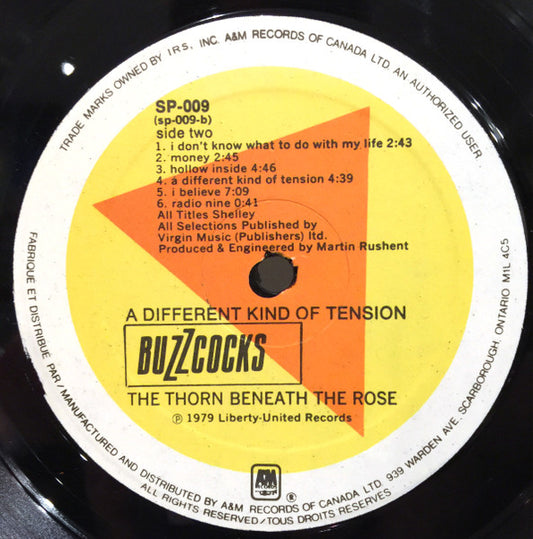 TRADE MARKS OWNED BY I.R.S., INC. A&M RECORDS OF CANADA LTD. AN AUTHORIZED USER
SP-009
(sp-009-b)
side two
1. i don't know what to do with my life 2:43
2. money 2:45
3. hollow inside 4:46
4. a different kind of tension 4:39
5. i believe 7:09
6. radio nine 0:41
All Titles Shelley
All Selections Published by
Virgin Music (Publishers) ltd.
Produced & Engineered by Martin Rushent
A DIFFERENT KIND OF TENSION
BUZZCOCKS
THE THORN BENEATH THE ROSE
℗ 1979 Liberty-United Records
A&M
RECORDS
®
FABRIQUE ET DISTRIBUE PAR/MANUFACTURED AND DISTRIBUTED BY A&M RECORDS OF CANADA LTD. 939 WARDEN AVE. SCARBOROUGH, ONTARIO M1L 4C5
ALL RIGHTS RESERVED/TOUS DROITS RESERVES